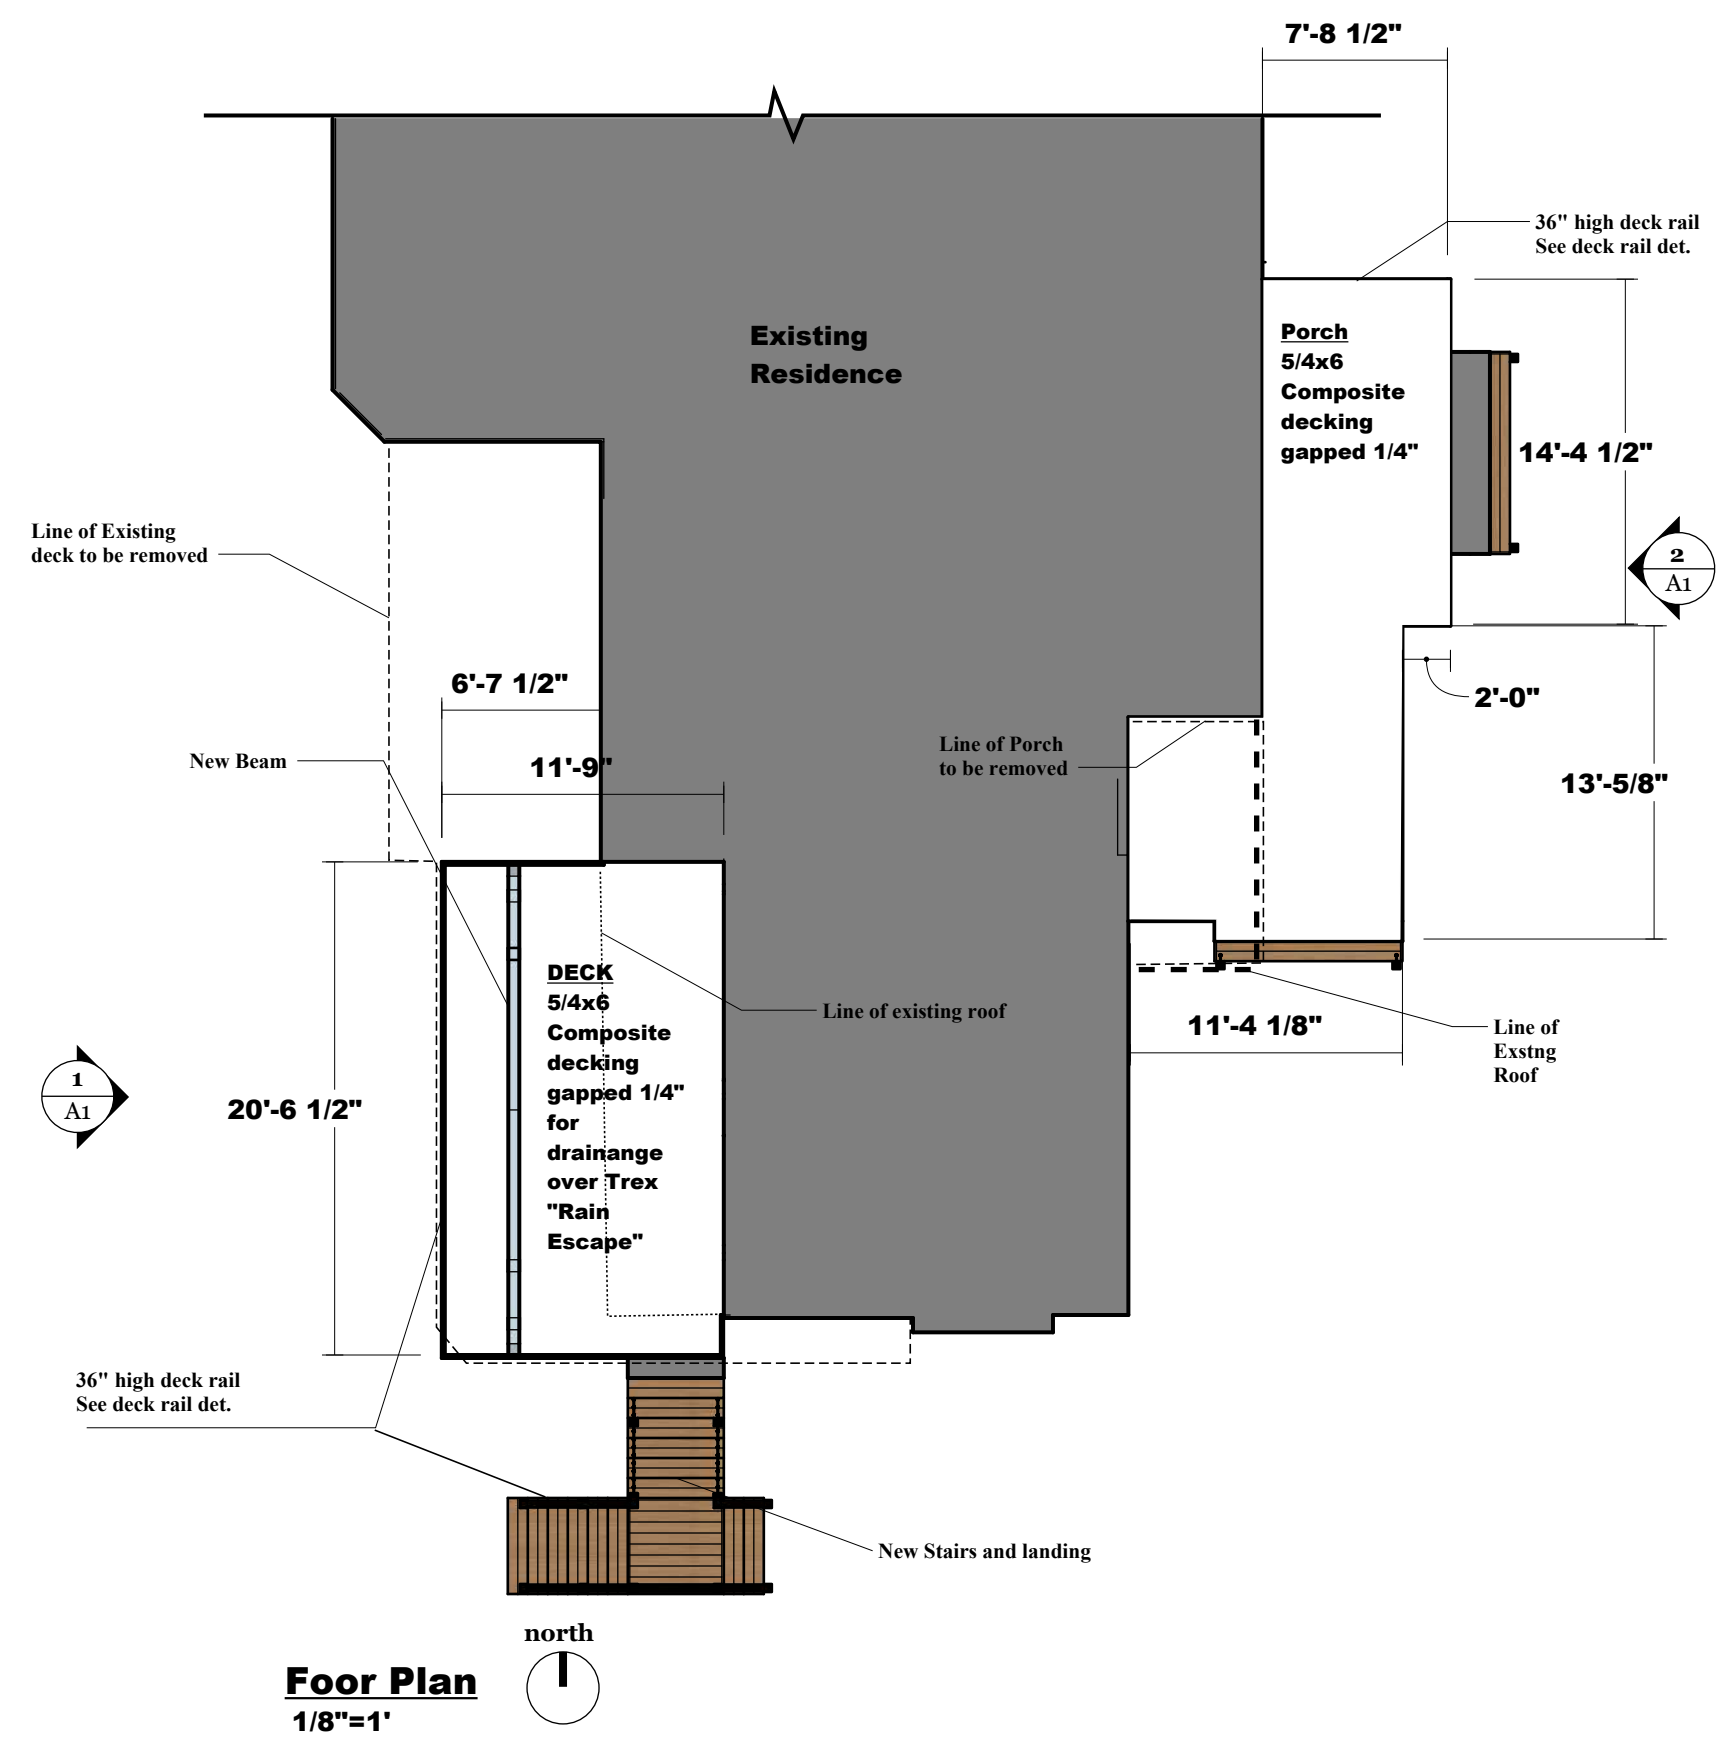 7'-8 1/2"
36" high deck rail
See deck rail det.
Existing
Residence
Porch
5/4x6
Composite
decking
gapped 1/4"
14'-4 1/2"
Line of Existing
deck to be removed
2
A1
6'-7 1/2"
2'-0"
New Beam
11'-9"
Line of Porch
to be removed
13'-5/8"
DECK
5/4x6
Composite
decking
gapped 1/4"
for
drainange
over Trex
"Rain
Escape"
Line of existing roof
11'-4 1/8"
Line of
Exstng
Roof
1
A1
20'-6 1/2"
36" high deck rail
See deck rail det.
New Stairs and landing
north
Foor Plan
1/8"=1'